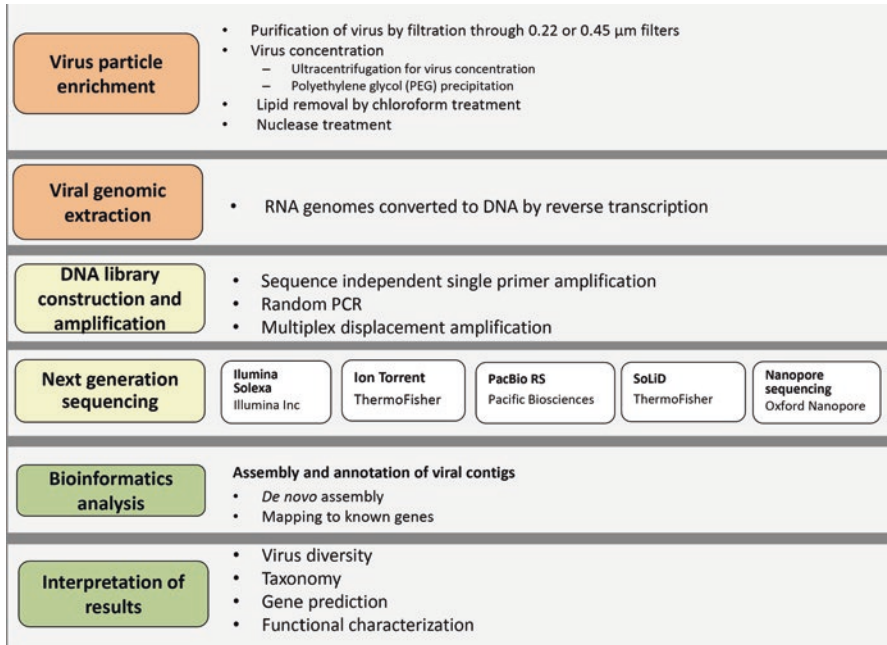 Virus particle
enrichment
• Purification of virus by filtration through 0.22 or 0.45 μm filters
• Virus concentration
– Ultracentrifugation for virus concentration
– Polyethylene glycol (PEG) precipitation
• Lipid removal by chloroform treatment
• Nuclease treatment
Viral genomic
extraction
• RNA genomes converted to DNA by reverse transcription
DNA library
construction and
amplification
• Sequence independent single primer amplification
• Random PCR
• Multiplex displacement amplification
Next generation
sequencing
Ilumina
Solexa
Illumina Inc
Ion Torrent
ThermoFisher
PacBio RS
Pacific Biosciences
SoLiD
ThermoFisher
Nanopore
sequencing
Oxford Nanopore
Bioinformatics
analysis
Assembly and annotation of viral contigs
• De novo assembly
• Mapping to known genes
Interpretation of
results
• Virus diversity
• Taxonomy
• Gene prediction
• Functional characterization